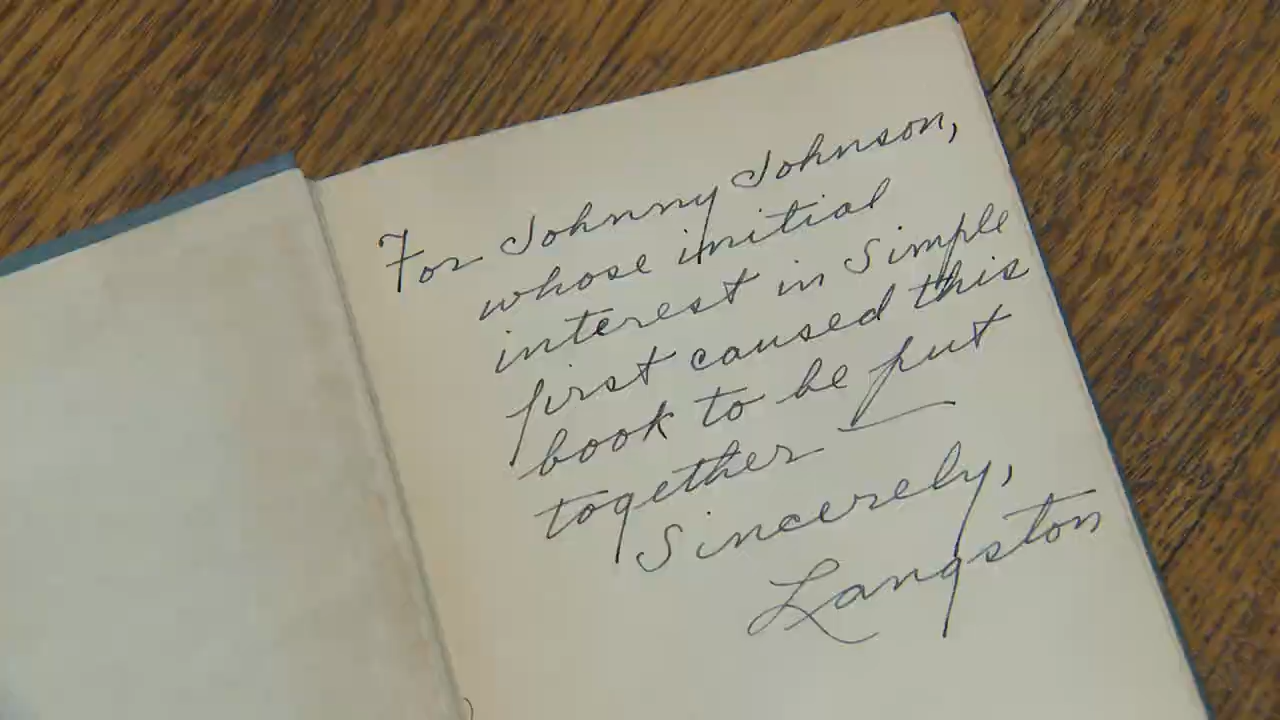 For Johnny Johnson,
whose initial
interest in Simple
first caused this
book to be put
together —
Sincerely,
Langston